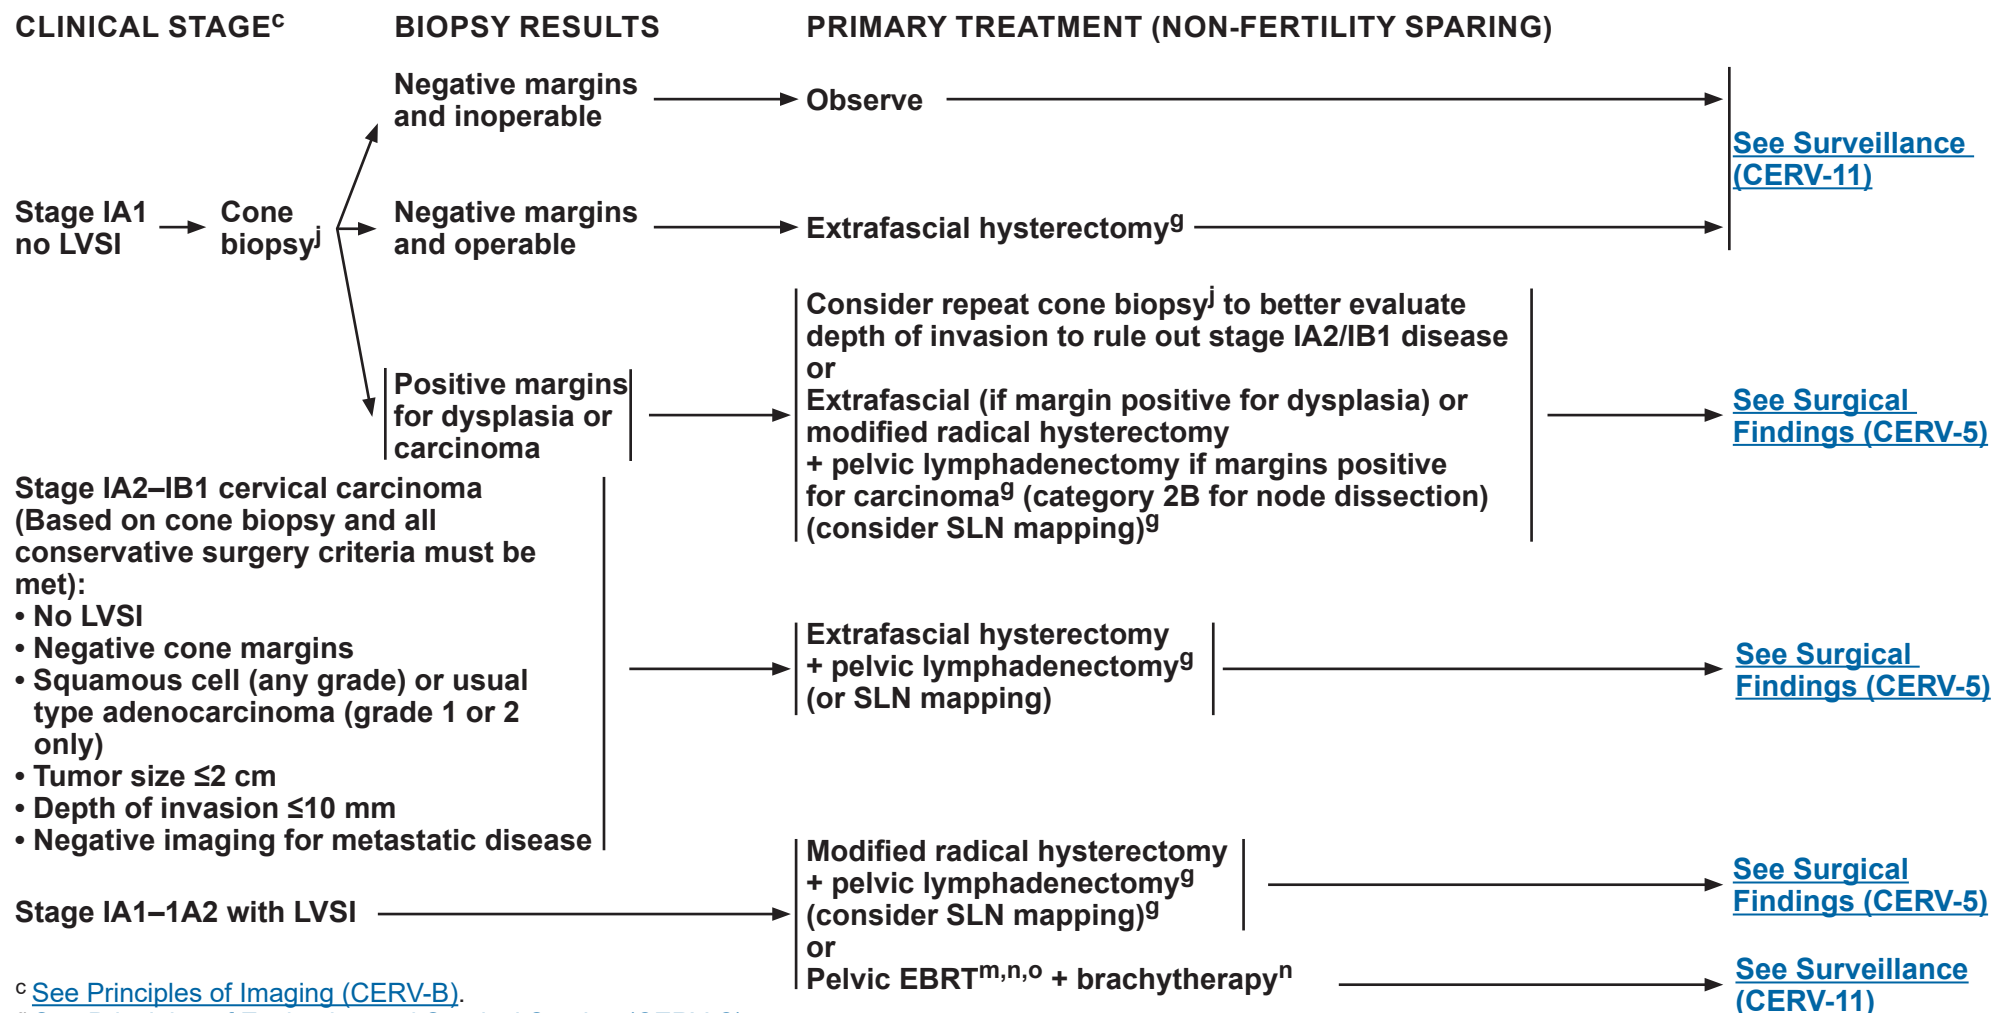 CLINICAL STAGEc
BIOPSY RESULTS
PRIMARY TREATMENT (NON-FERTILITY SPARING)
Stage IA1
no LVSI
Cone
biopsyj
Negative margins
and inoperable
Observe
See Surveillance
(CERV-11)
Negative margins
and operable
Extrafascial hysterectomyg
Positive margins
for dysplasia or
carcinoma
Consider repeat cone biopsyj to better evaluate
depth of invasion to rule out stage IA2/IB1 disease
or
Extrafascial (if margin positive for dysplasia) or
modified radical hysterectomy
+ pelvic lymphadenectomy if margins positive
for carcinomag (category 2B for node dissection)
(consider SLN mapping)g
See Surgical
Findings (CERV-5)
Stage IA2–IB1 cervical carcinoma
(Based on cone biopsy and all
conservative surgery criteria must be
met):
• No LVSI
• Negative cone margins
• Squamous cell (any grade) or usual
type adenocarcinoma (grade 1 or 2
only)
• Tumor size ≤2 cm
• Depth of invasion ≤10 mm
• Negative imaging for metastatic disease
Extrafascial hysterectomy
+ pelvic lymphadenectomyg
(or SLN mapping)
See Surgical
Findings (CERV-5)
Stage IA1–1A2 with LVSI
Modified radical hysterectomy
+ pelvic lymphadenectomyg
(consider SLN mapping)g
or
Pelvic EBRTm,n,o + brachytherapyn
See Surgical
Findings (CERV-5)
See Surveillance
(CERV-11)
c See Principles of Imaging (CERV-B).